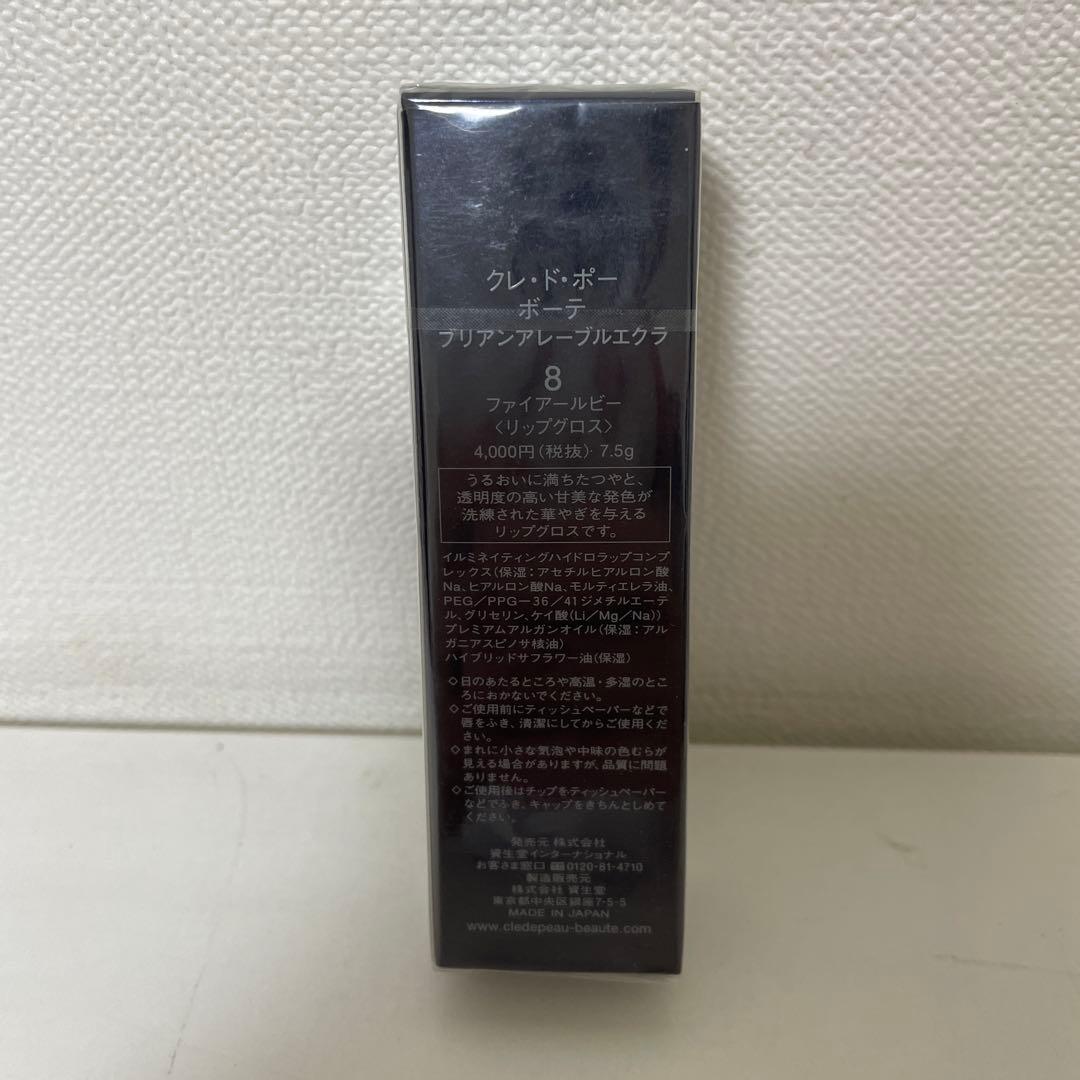 クレ・ド・ポー
ボーテ
ブリアンアレーブルエクラ
8
ファイアールビー
〈リップグロス〉
4,000円(税抜)・7.5g
うるおいに満ちたつやと、
透明度の高い甘美な発色が
洗練された華やぎを与える
リップグロスです。
イルミネイティングハイドロラップコンプ
レックス(保湿:アセチルヒアルロン酸
Na、ヒアルロン酸Na、モルティエレラ油、
PEG/PPG-36/41ジメチルエーテ
ル、グリセリン、ケイ酸(Li/Mg/Na))
プレミアムアルガンオイル(保湿:アル
ガニアスピノサ核油)
ハイブリッドサフラワー油(保湿)
◇日のあたるところや高温・多湿のとこ
ろにおかないでください。
◇ご使用前にティッシュペーパーなどで
唇をふき、清潔にしてからご使用くだ
さい。
◇まれに小さな気泡や中味の色むらが
見える場合がありますが、品質に問題
ありません。
◇ご使用後はチップをティッシュペーパー
などでふき、キャップをきちんとしめて
ください。
発売元 株式会社
資生堂インターナショナル
お客さま窓口 0120-81-4710
製造販売元
株式会社 資生堂
東京都中央区銀座7-5-5
MADE IN JAPAN
www.cledepeau-beaute.com